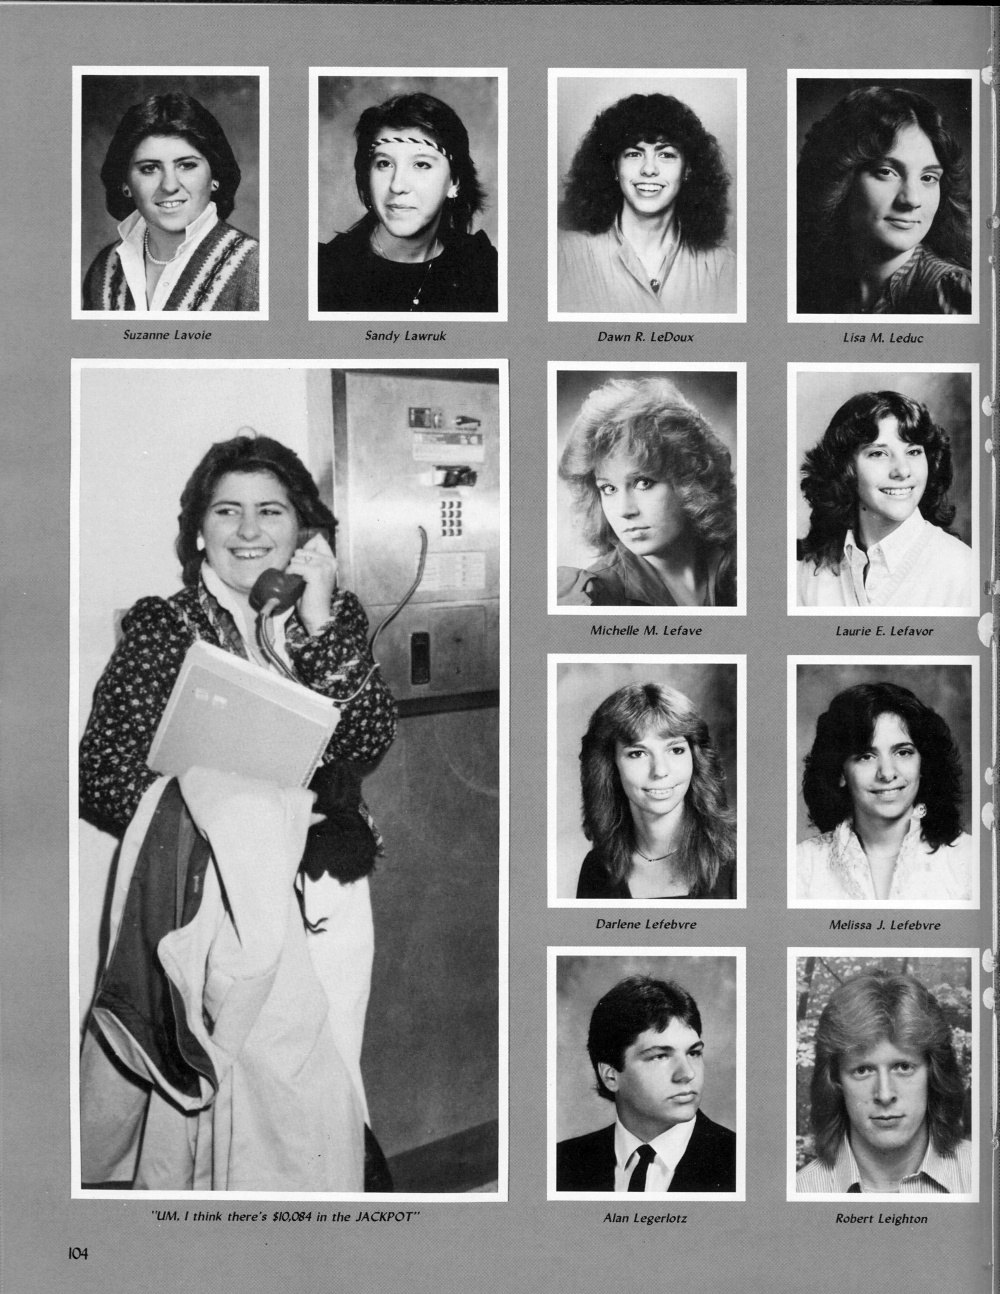 Suzanne Lavoie
Sandy Lawruk
Dawn R. LeDoux
Lisa M. Leduc
Michelle M. Lefave
Laurie E. Lefavor
Darlene Lefebvre
Melissa J. Lefebvre
"UM, I think there's $10,084 in the JACKPOT"
Alan Legerlotz
Robert Leighton
104